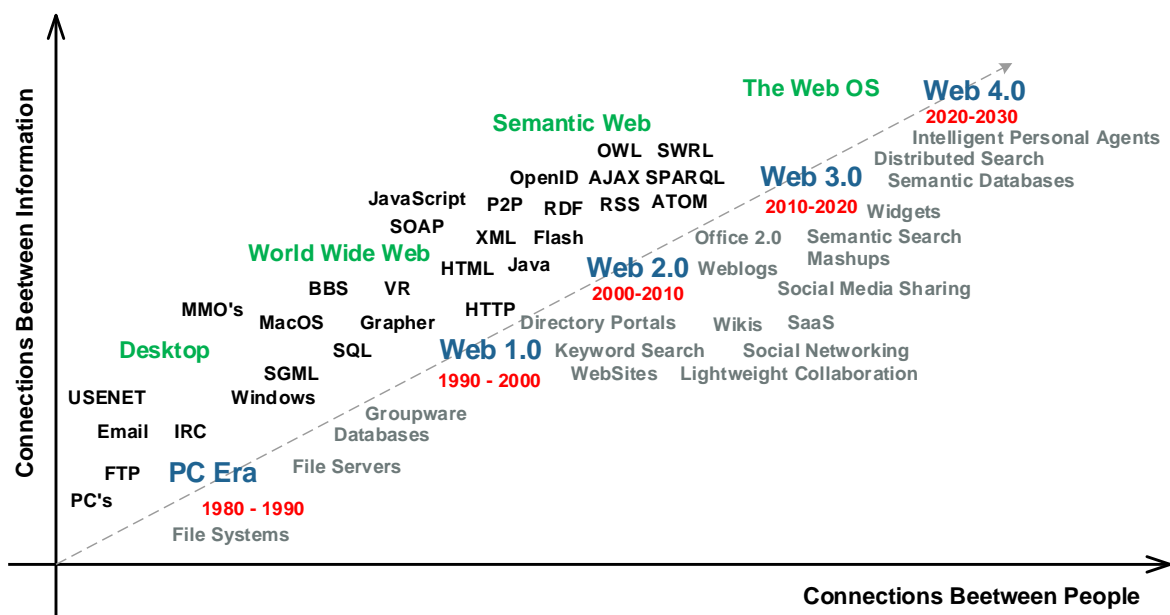 Connections Beetween Information
The Web OS
Web 4.0
2020-2030
Semantic Web
Intelligent Personal Agents
OWL SWRL
Distributed Search
OpenID AJAX SPARQL
Web 3.0
Semantic Databases
JavaScript
P2P RDF RSS ATOM
2010-2020
Widgets
SOAP
XML Flash
Office 2.0
Semantic Search
World Wide Web
Mashups
HTML Java
Web 2.0
Weblogs
BBS VR
2000-2010
Social Media Sharing
MMO's
HTTP
MacOS Grapher
Directory Portals
Wikis SaaS
Desktop
SQL
Web 1.0
Keyword Search
Social Networking
SGML
1990 - 2000
WebSites
Lightweight Collaboration
USENET
Windows
Groupware
Email IRC
Databases
FTP
PC Era
File Servers
PC's
1980 - 1990
File Systems
Connections Beetween People